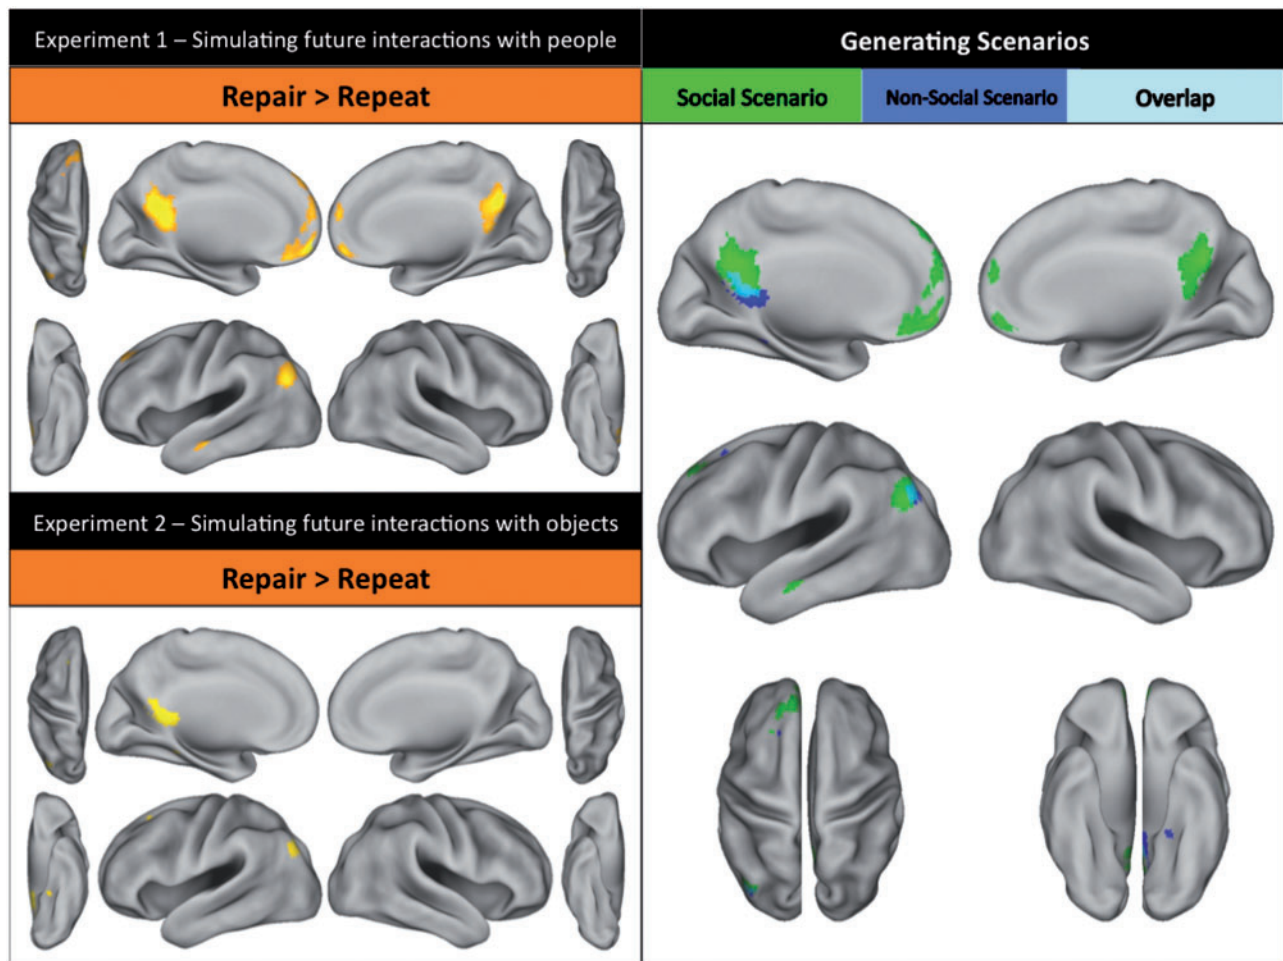 Experiment 1 – Simulating future interactions with people
Repair > Repeat
Experiment 2 – Simulating future interactions with objects
Repair > Repeat
Generating Scenarios
Social Scenario
Non-Social Scenario
Overlap